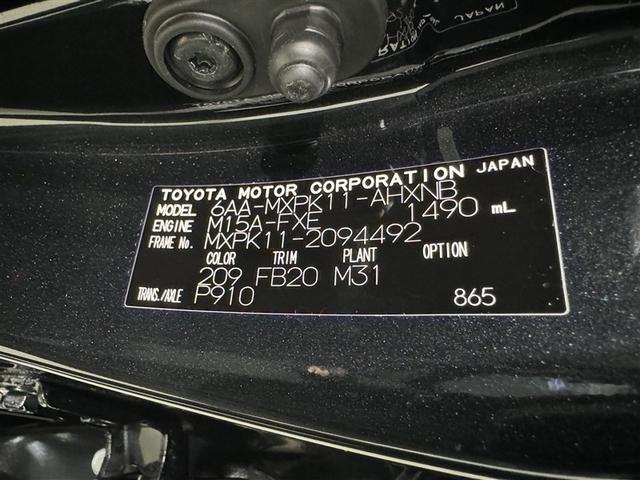 JAPAN
TOYOTA MOTOR CORPORATION JAPAN
MODEL 6AA-MXPK11-AHXNB
ENGINE M15A-FXE 1490 mL
FRAME No. MXPK11-2094492
COLOR TRIM PLANT OPTION
209 FB20 M31
TRANS./AXLE P910 865